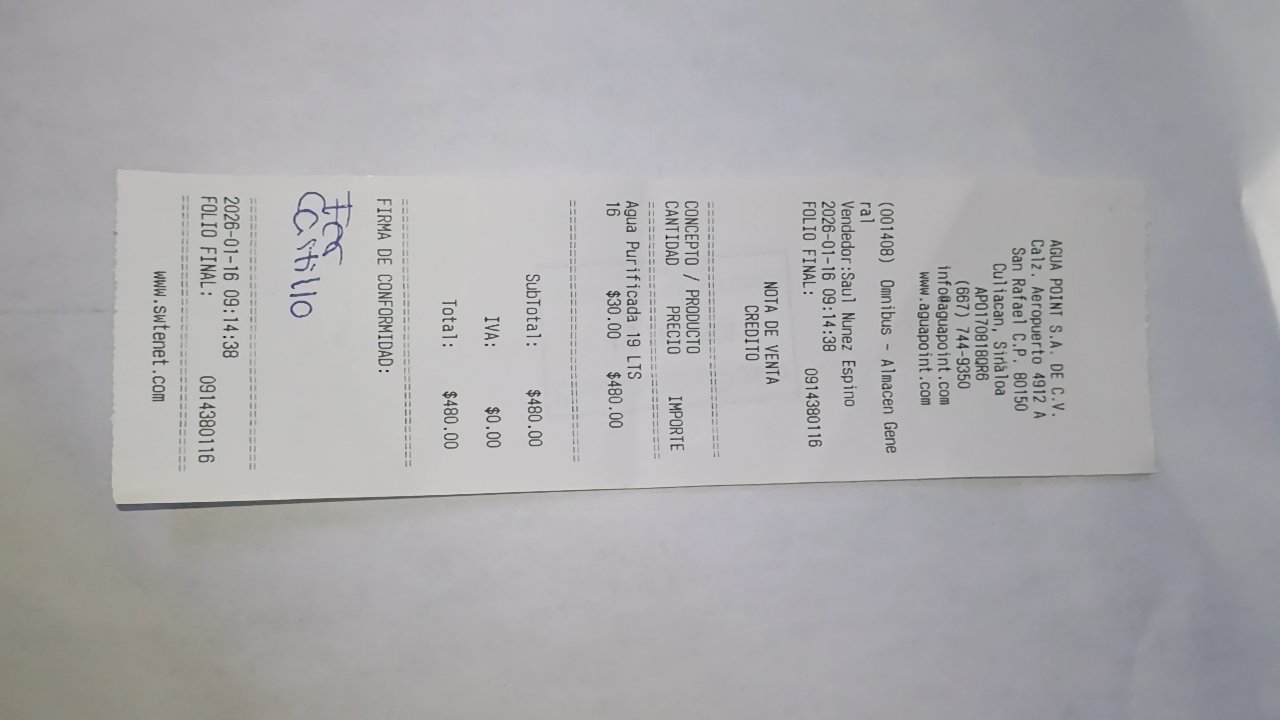 AGUA POINT S.A. DE C.V.
Calz. Aeropuerto 4912 A
San Rafael C.P. 80150
Culiacan, Sinaloa
APO170818QR6
(667) 744-9350
info@aguapoint.com
www.aguapoint.com
(001408) Omnibus - Almacen Gene
ral
Vendedor:Saul Nunez Espino
2026-01-16 09:14:38
FOLIO FINAL: 0914380116
NOTA DE VENTA
CREDITO
==============================
CONCEPTO / PRODUCTO
CANTIDAD PRECIO IMPORTE
==============================
Agua Purificada 19 LTS
16 $30.00 $480.00
==============================
SubTotal: $480.00
IVA: $0.00
Total: $480.00
==============================
FIRMA DE CONFORMIDAD:
Castillo
==============================
2026-01-16 09:14:38
FOLIO FINAL: 0914380116
==============================
www.swtenet.com